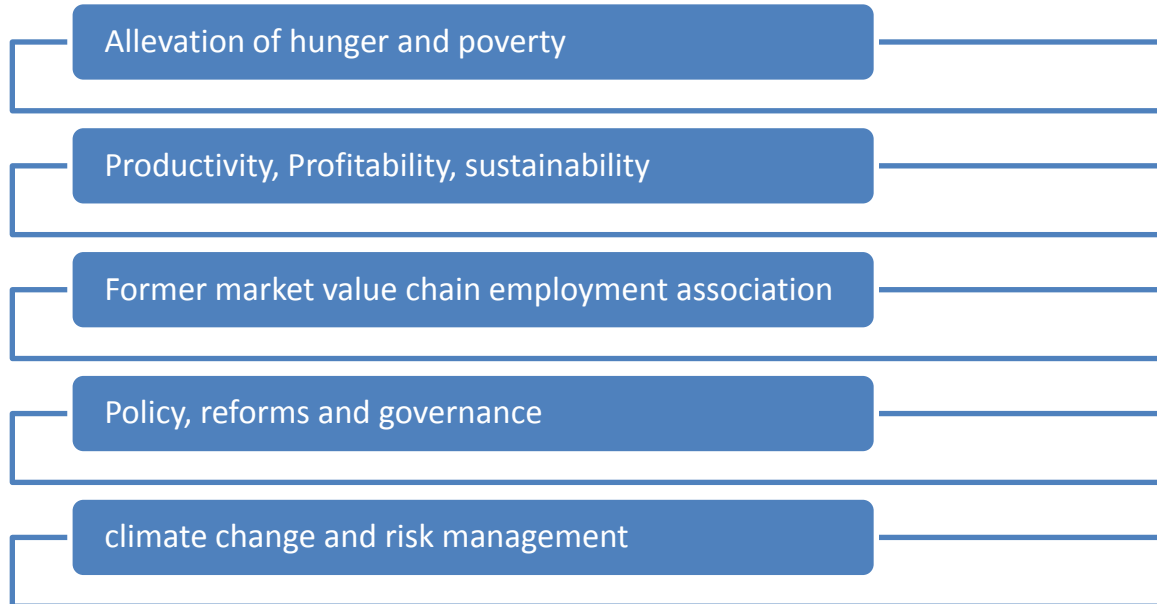 Allevation of hunger and poverty
Productivity, Profitability, sustainability
Former market value chain employment association
Policy, reforms and governance
climate change and risk management